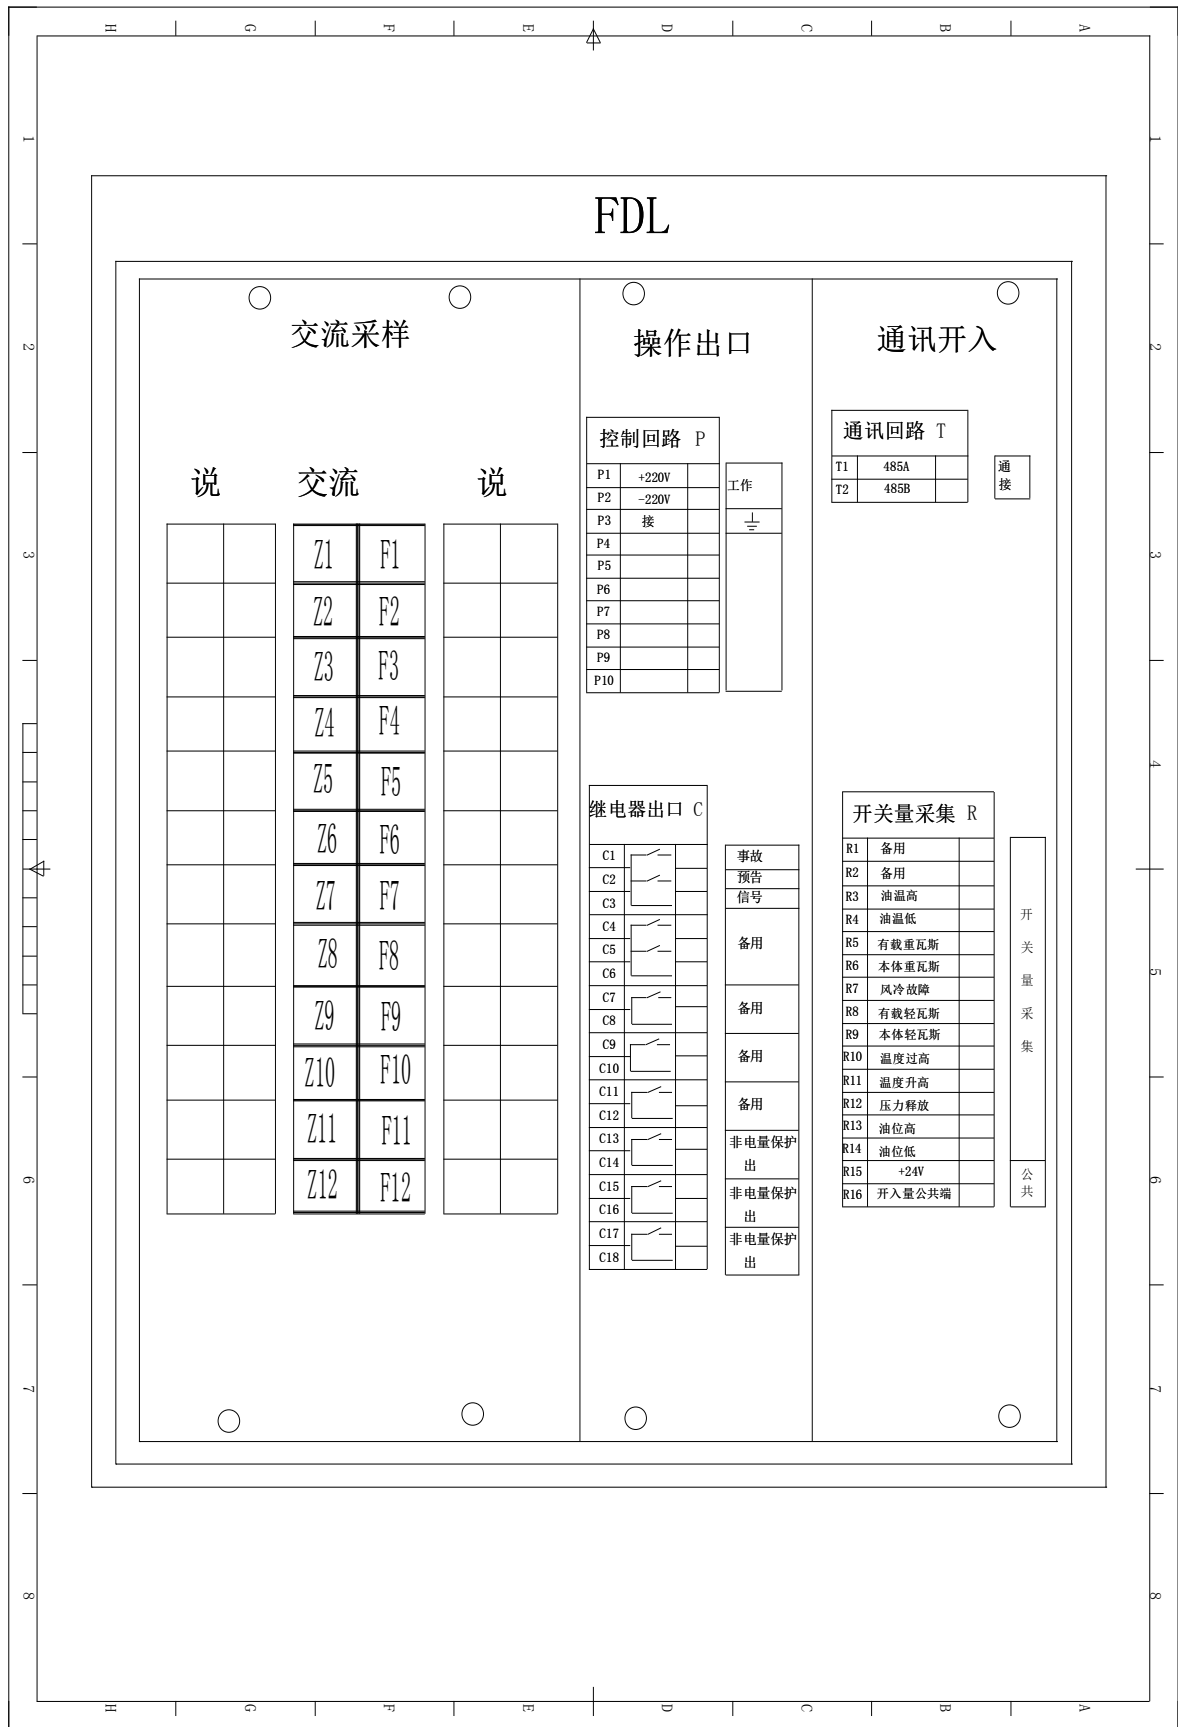 H G F E D C B A
1 1
FDL
2 2
交流采样
操作出口
通讯开入
控制回路 P
P1 +220V
P2 -220V
P3 接
P4
P5
P6
P7
P8
P9
P10
工作
通讯回路 T
T1 485A
T2 485B
通
接
说 交流 说
3 3
Z1 F1
Z2 F2
Z3 F3
Z4 F4
Z5 F5
Z6 F6
Z7 F7
Z8 F8
Z9 F9
Z10 F10
Z11 F11
Z12 F12
4
继电器出口 C
C1
C2
C3
C4
C5
C6
C7
C8
C9
C10
C11
C12
C13
C14
C15
C16
C17
C18
事故
预告
信号
备用
备用
备用
备用
非电量保护
出
非电量保护
出
非电量保护
出
开关量采集 R
R1 备用
R2 备用
R3 油温高
R4 油温低
R5 有载重瓦斯
R6 本体重瓦斯
R7 风冷故障
R8 有载轻瓦斯
R9 本体轻瓦斯
R10 温度过高
R11 温度升高
R12 压力释放
R13 油位高
R14 油位低
R15 +24V
R16 开入量公共端
开
关
量
采
集
公
共
5
6 6
7 7
8 8
H G F E D C B A